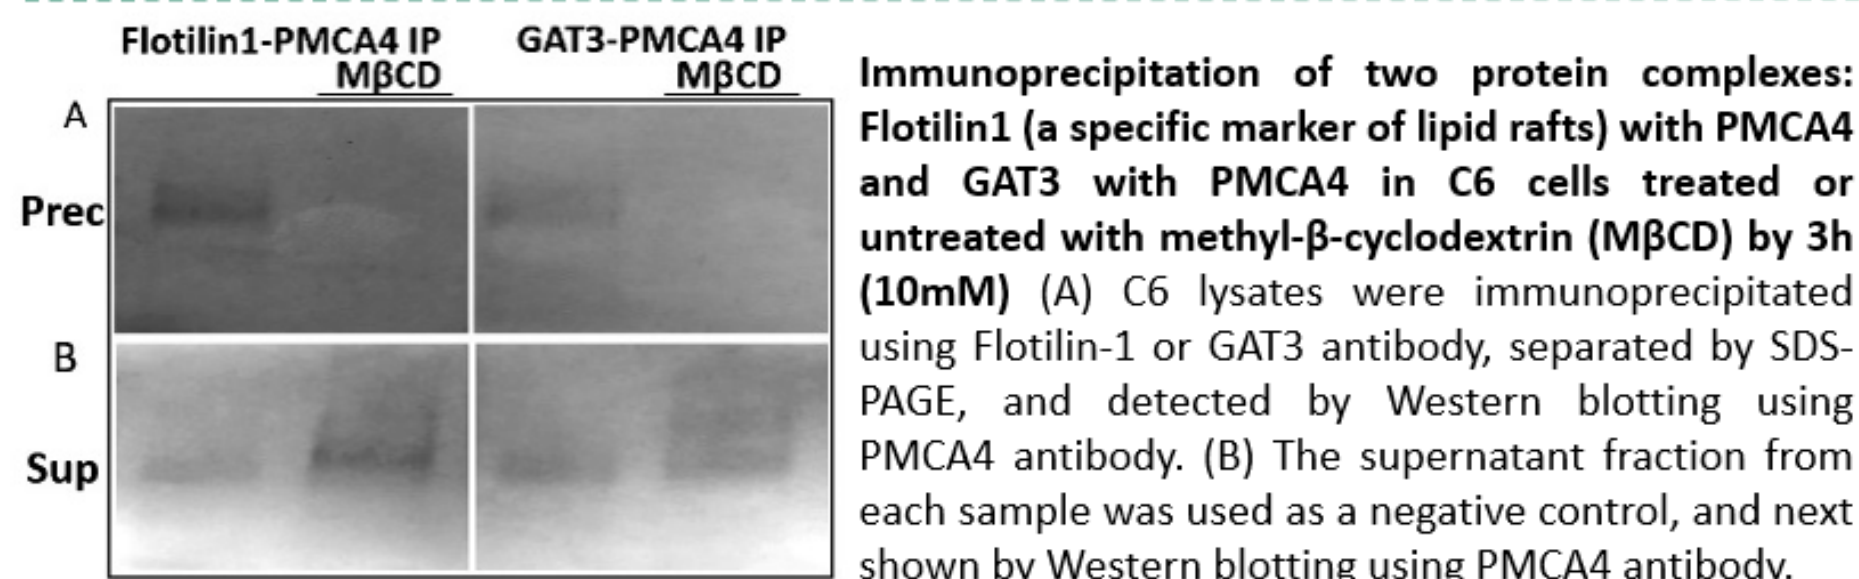 Flotilin1-PMCA4 IP
MβCD
GAT3-PMCA4 IP
MβCD
A
Prec
B
Sup
Immunoprecipitation of two protein complexes:
Flotilin1 (a specific marker of lipid rafts) with PMCA4
and GAT3 with PMCA4 in C6 cells treated or
untreated with methyl-β-cyclodextrin (MβCD) by 3h
(10mM) (A) C6 lysates were immunoprecipitated
using Flotilin-1 or GAT3 antibody, separated by SDS-
PAGE, and detected by Western blotting using
PMCA4 antibody. (B) The supernatant fraction from
each sample was used as a negative control, and next
shown by Western blotting using PMCA4 antibody.